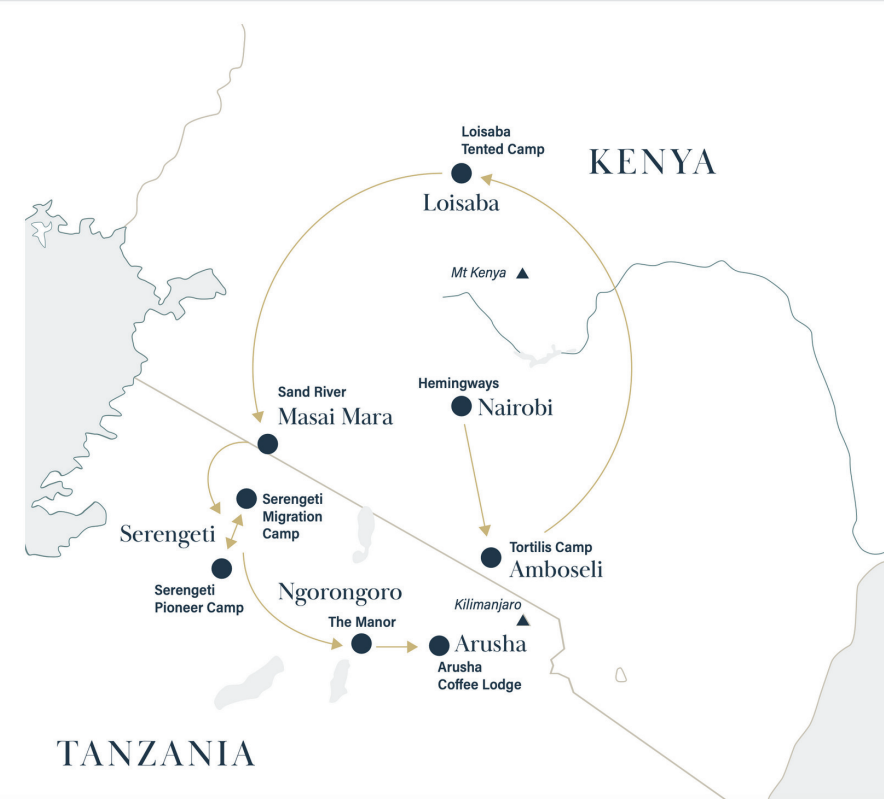 Loisaba
Tented Camp
KENYA
Loisaba
Mt Kenya
Hemingways
Nairobi
Sand River
Masai Mara
Serengeti
Migration
Camp
Serengeti
Tortilis Camp
Amboseli
Serengeti
Pioneer Camp
Ngorongoro
The Manor
Kilimanjaro
Arusha
Arusha
Coffee Lodge
TANZANIA